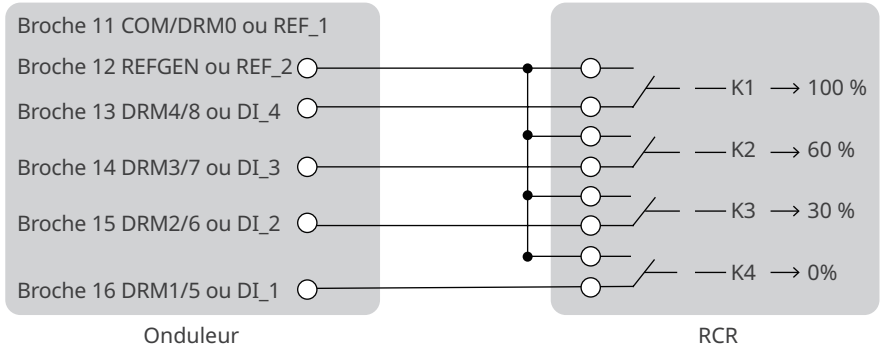 Broche 11 COM/DRM0 ou REF_1
Broche 12 REFGEN ou REF_2
Broche 13 DRM4/8 ou DI_4
Broche 14 DRM3/7 ou DI_3
Broche 15 DRM2/6 ou DI_2
Broche 16 DRM1/5 ou DI_1
Onduleur
K1 → 100 %
K2 → 60 %
K3 → 30 %
K4 → 0%
RCR